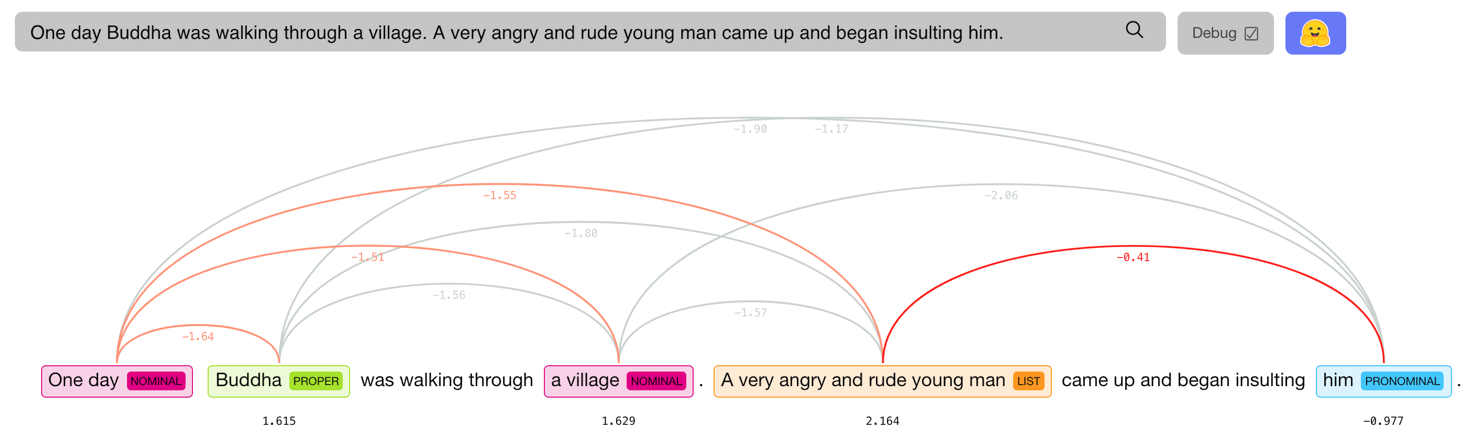 One day Buddha was walking through a village. A very angry and rude young man came up and began insulting him.
Debug
-1.90 -1.17
-1.55 -2.06
-1.80
-1.51 -0.41
-1.56
-1.57
-1.64
One day NOMINAL Buddha PROPER was walking through a village NOMINAL . A very angry and rude young man LIST came up and began insulting him PRONOMINAL .
1.615 1.629 2.164 -0.977